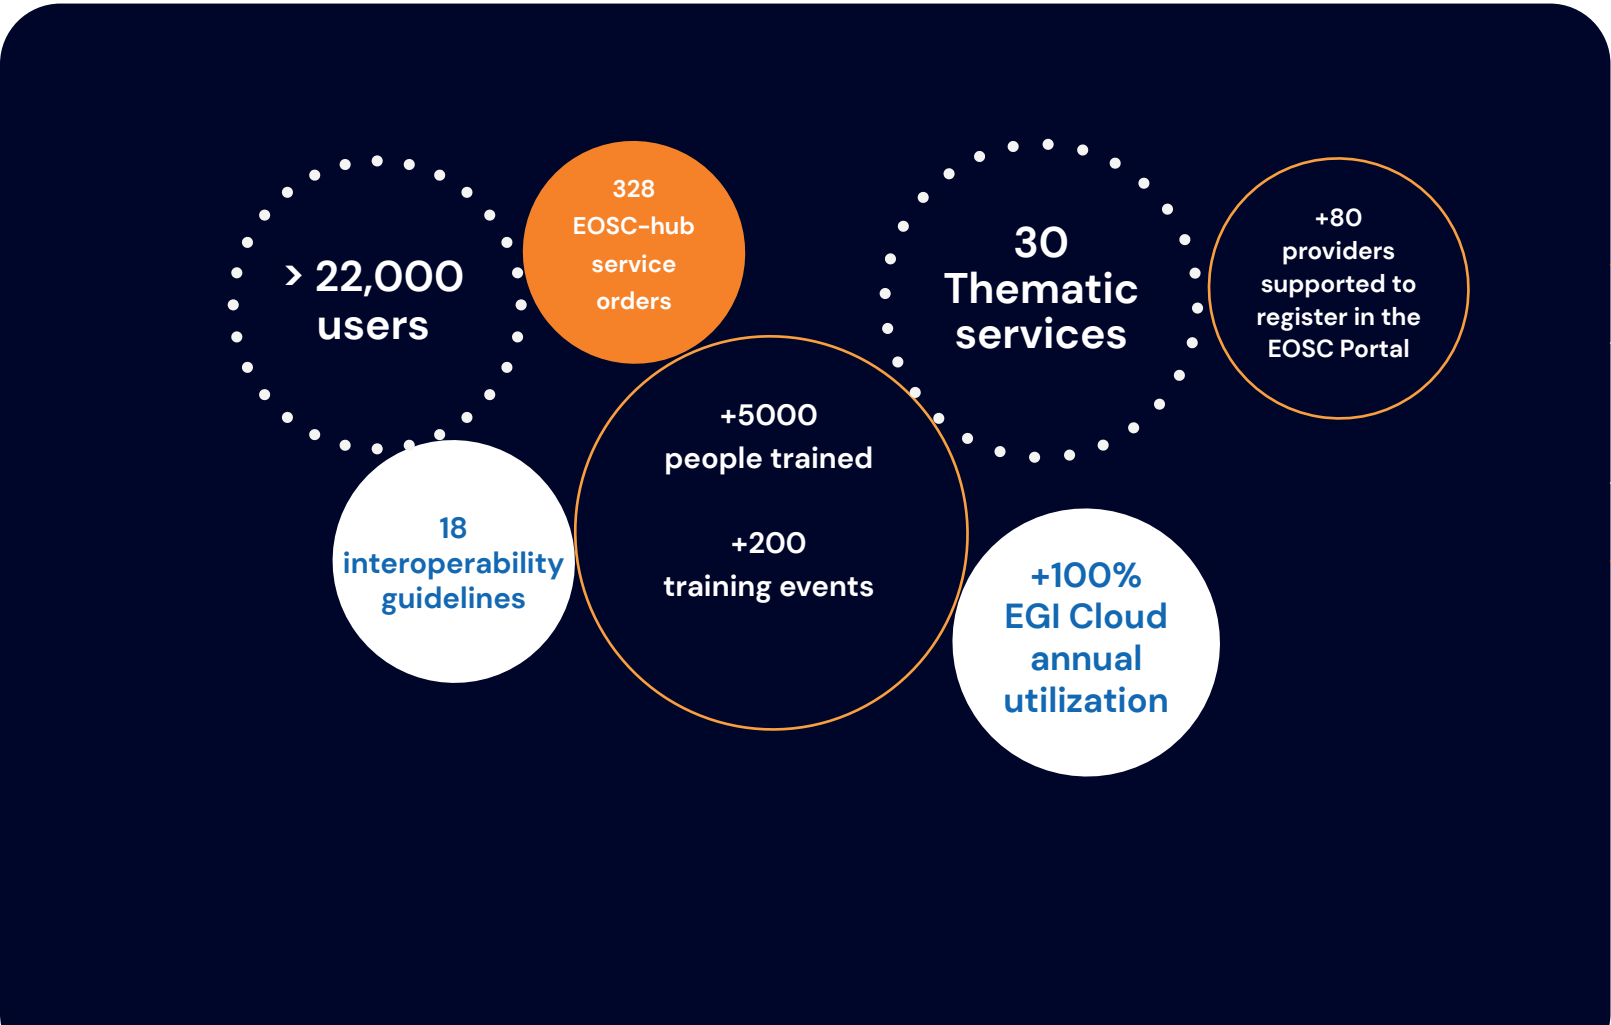 > 22,000
users
328
EOSC-hub
service
orders
30
Thematic
services
+80
providers
supported to
register in the
EOSC Portal
18
interoperability
guidelines
+5000
people trained
+200
training events
+100%
EGI Cloud
annual
utilization